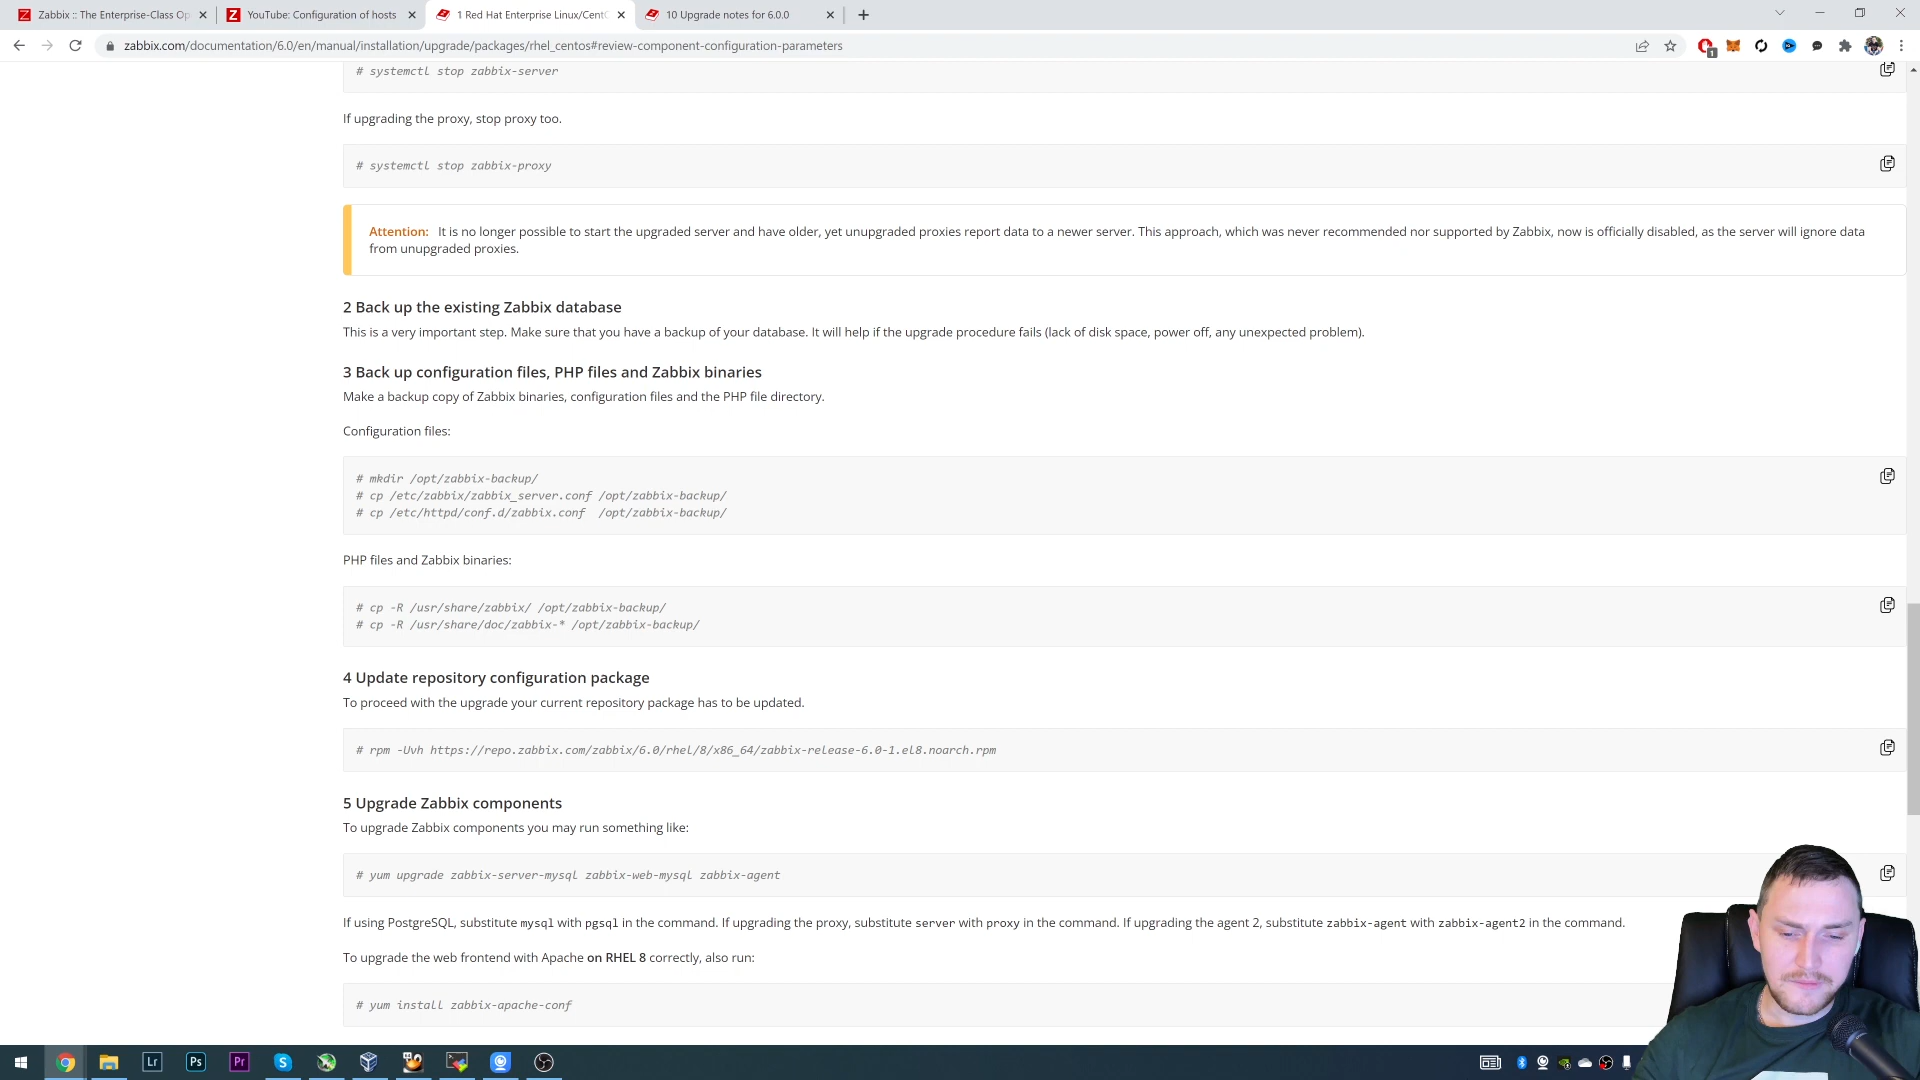 Zabbix :: The Enterprise-Class Op
YouTube: Configuration of hosts
1 Red Hat Enterprise Linux/CentO
10 Upgrade notes for 6.0.0
zabbix.com/documentation/6.0/en/manual/installation/upgrade/packages/rhel_centos#review-component-configuration-parameters
1
# systemctl stop zabbix-server
If upgrading the proxy, stop proxy too.
# systemctl stop zabbix-proxy
Attention: It is no longer possible to start the upgraded server and have older, yet unupgraded proxies report data to a newer server. This approach, which was never recommended nor supported by Zabbix, now is officially disabled, as the server will ignore data
from unupgraded proxies.
2 Back up the existing Zabbix database
This is a very important step. Make sure that you have a backup of your database. It will help if the upgrade procedure fails (lack of disk space, power off, any unexpected problem).
3 Back up configuration files, PHP files and Zabbix binaries
Make a backup copy of Zabbix binaries, configuration files and the PHP file directory.
Configuration files:
# mkdir /opt/zabbix-backup/
# cp /etc/zabbix/zabbix_server.conf /opt/zabbix-backup/
# cp /etc/httpd/conf.d/zabbix.conf  /opt/zabbix-backup/
PHP files and Zabbix binaries:
# cp -R /usr/share/zabbix/ /opt/zabbix-backup/
# cp -R /usr/share/doc/zabbix-* /opt/zabbix-backup/
4 Update repository configuration package
To proceed with the upgrade your current repository package has to be updated.
# rpm -Uvh https://repo.zabbix.com/zabbix/6.0/rhel/8/x86_64/zabbix-release-6.0-1.el8.noarch.rpm
5 Upgrade Zabbix components
To upgrade Zabbix components you may run something like:
# yum upgrade zabbix-server-mysql zabbix-web-mysql zabbix-agent
If using PostgreSQL, substitute mysql with pgsql in the command. If upgrading the proxy, substitute server with proxy in the command. If upgrading the agent 2, substitute zabbix-agent with zabbix-agent2 in the command.
To upgrade the web frontend with Apache on RHEL 8 correctly, also run:
# yum install zabbix-apache-conf
Lr
Ps
Pr